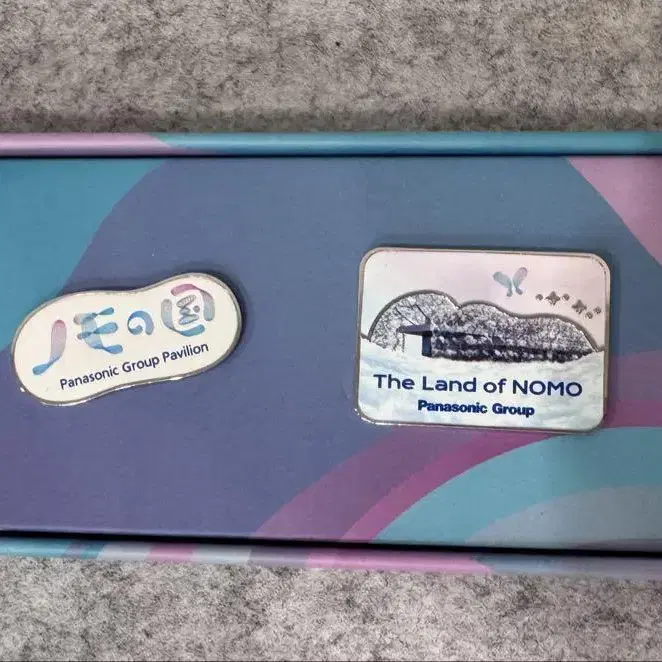 ノモの国
Panasonic Group Pavilion
The Land of NOMO
Panasonic Group